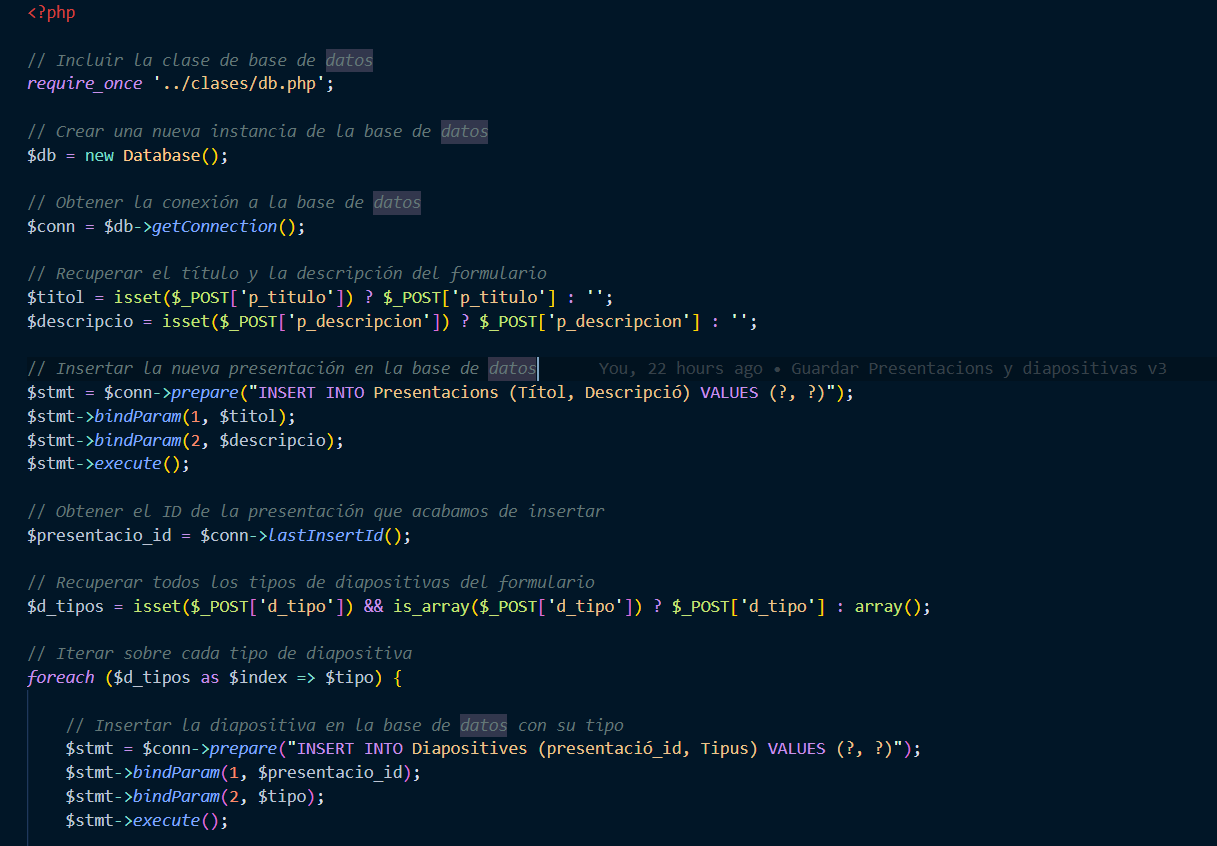 <?php
// Incluir la clase de base de datos
require_once '../clases/db.php';
// Crear una nueva instancia de la base de datos
$db = new Database();
// Obtener la conexión a la base de datos
$conn = $db->getConnection();
// Recuperar el título y la descripción del formulario
$titol = isset($_POST['p_titulo']) ? $_POST['p_titulo'] : '';
$descripcio = isset($_POST['p_descripcion']) ? $_POST['p_descripcion'] : '';
// Insertar la nueva presentación en la base de datos You, 22 hours ago • Guardar Presentacions y diapositivas v3
$stmt = $conn->prepare("INSERT INTO Presentacions (Títol, Descripció) VALUES (?, ?)");
$stmt->bindParam(1, $titol);
$stmt->bindParam(2, $descripcio);
$stmt->execute();
// Obtener el ID de la presentación que acabamos de insertar
$presentacio_id = $conn->lastInsertId();
// Recuperar todos los tipos de diapositivas del formulario
$d_tipos = isset($_POST['d_tipo']) && is_array($_POST['d_tipo']) ? $_POST['d_tipo'] : array();
// Iterar sobre cada tipo de diapositiva
foreach ($d_tipos as $index => $tipo) {
// Insertar la diapositiva en la base de datos con su tipo
$stmt = $conn->prepare("INSERT INTO Diapositives (presentació_id, Tipus) VALUES (?, ?)");
$stmt->bindParam(1, $presentacio_id);
$stmt->bindParam(2, $tipo);
$stmt->execute();